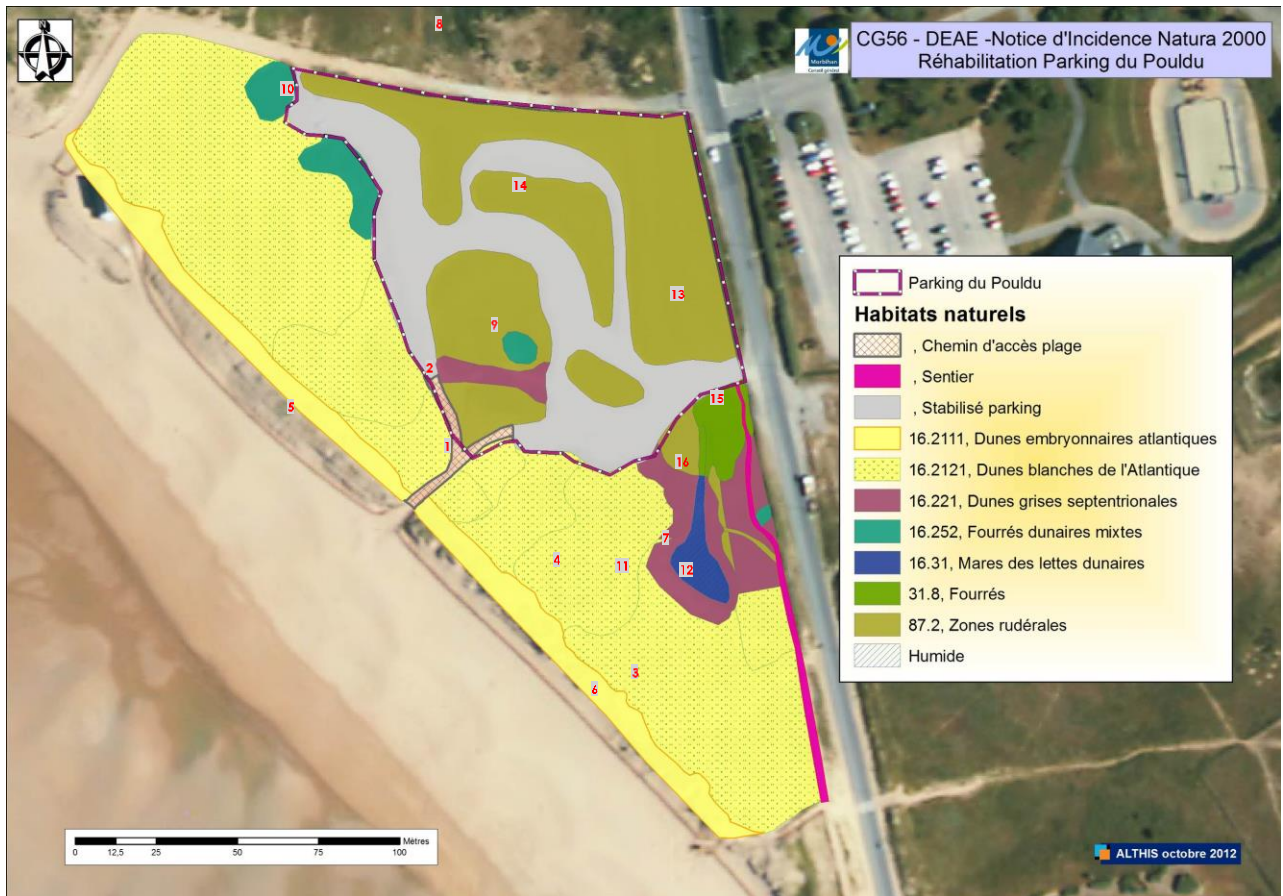 8
CG56 - DEAE -Notice d'Incidence Natura 2000
Réhabilitation Parking du Pouldu
Morbihan
Conseil général
10
14
13
9
2
5
1
15
16
7
4
11
12
3
6
Parking du Pouldu
Habitats naturels
, Chemin d'accès plage
, Sentier
, Stabilisé parking
16.2111, Dunes embryonnaires atlantiques
16.2121, Dunes blanches de l'Atlantique
16.221, Dunes grises septentrionales
16.252, Fourrés dunaires mixtes
16.31, Mares des lettes dunaires
31.8, Fourrés
87.2, Zones rudérales
Humide
Mètres
0 12,5 25 50 75 100
ALTHIS octobre 2012